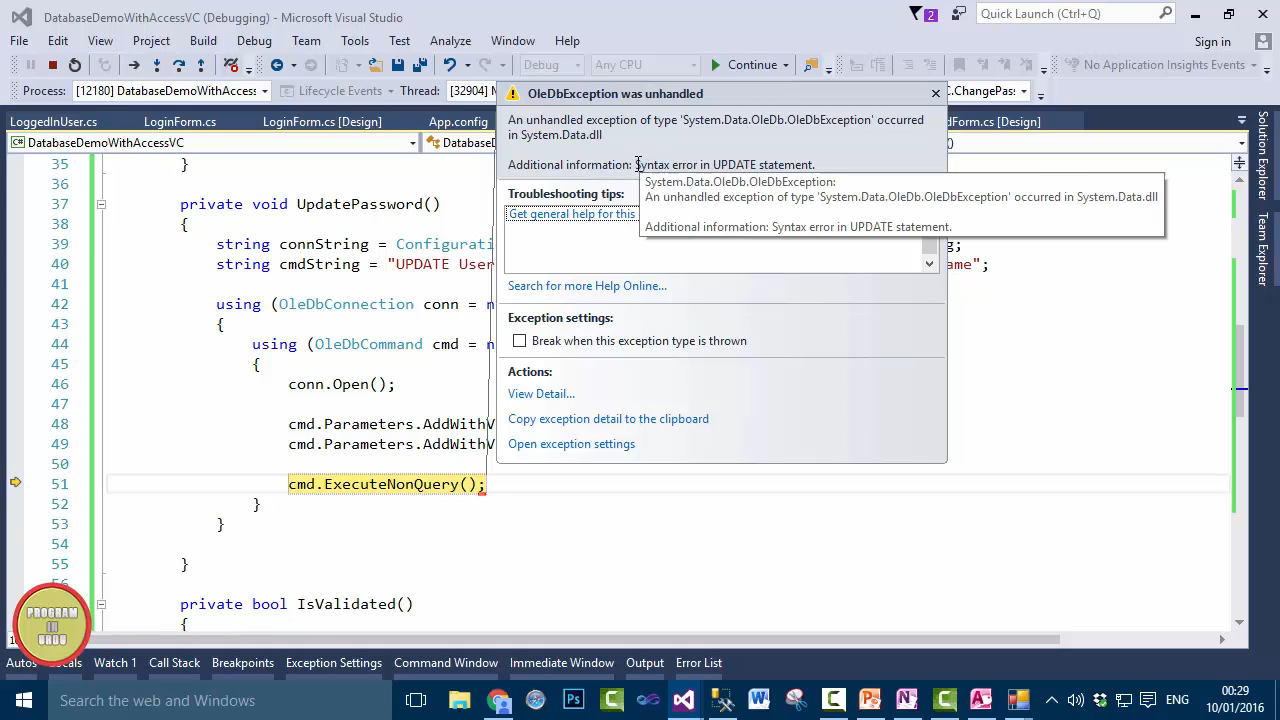 DatabaseDemoWithAccessVC (Debugging) - Microsoft Visual Studio
2
Quick Launch (Ctrl+Q)
File Edit View Project Build Debug Team Tools Test Analyze Window Help
Sign in
Debug Any CPU Continue No Application Insights Events
Process: [12180] DatabaseDemoWithAccess Lifecycle Events Thread: [32904] M C.ChangePass
LoggedInUser.cs LoginForm.cs LoginForm.cs [Design] App.config dForm.cs [Design]
DatabaseDemoWithAccessVC Database ()
OleDbException was unhandled
An unhandled exception of type 'System.Data.OleDb.OleDbException' occurred
in System.Data.dll
Additional information: Syntax error in UPDATE statement.
Troubleshooting tips:
Get general help for this
Search for more Help Online...
Exception settings:
Break when this exception type is thrown
Actions:
View Detail...
Copy exception detail to the clipboard
Open exception settings
System.Data.OleDb.OleDbException:
An unhandled exception of type 'System.Data.OleDb.OleDbException' occurred in System.Data.dll
Additional information: Syntax error in UPDATE statement.
35 }
36
37 private void UpdatePassword()
38 {
39 string connString = Configurati g;
40 string cmdString = "UPDATE User ame";
41
42 using (OleDbConnection conn = n
43 {
44 using (OleDbCommand cmd = n
45 {
46 conn.Open();
47
48 cmd.Parameters.AddWithV
49 cmd.Parameters.AddWithV
50
51 cmd.ExecuteNonQuery();
52 }
53 }
54
55 }
56
private bool IsValidated()
{
Solution Explorer
Team Explorer
PROGRAM
IN
URDU
Autos Locals Watch 1 Call Stack Breakpoints Exception Settings Command Window Immediate Window Output Error List
Search the web and Windows
ENG
00:29
10/01/2016